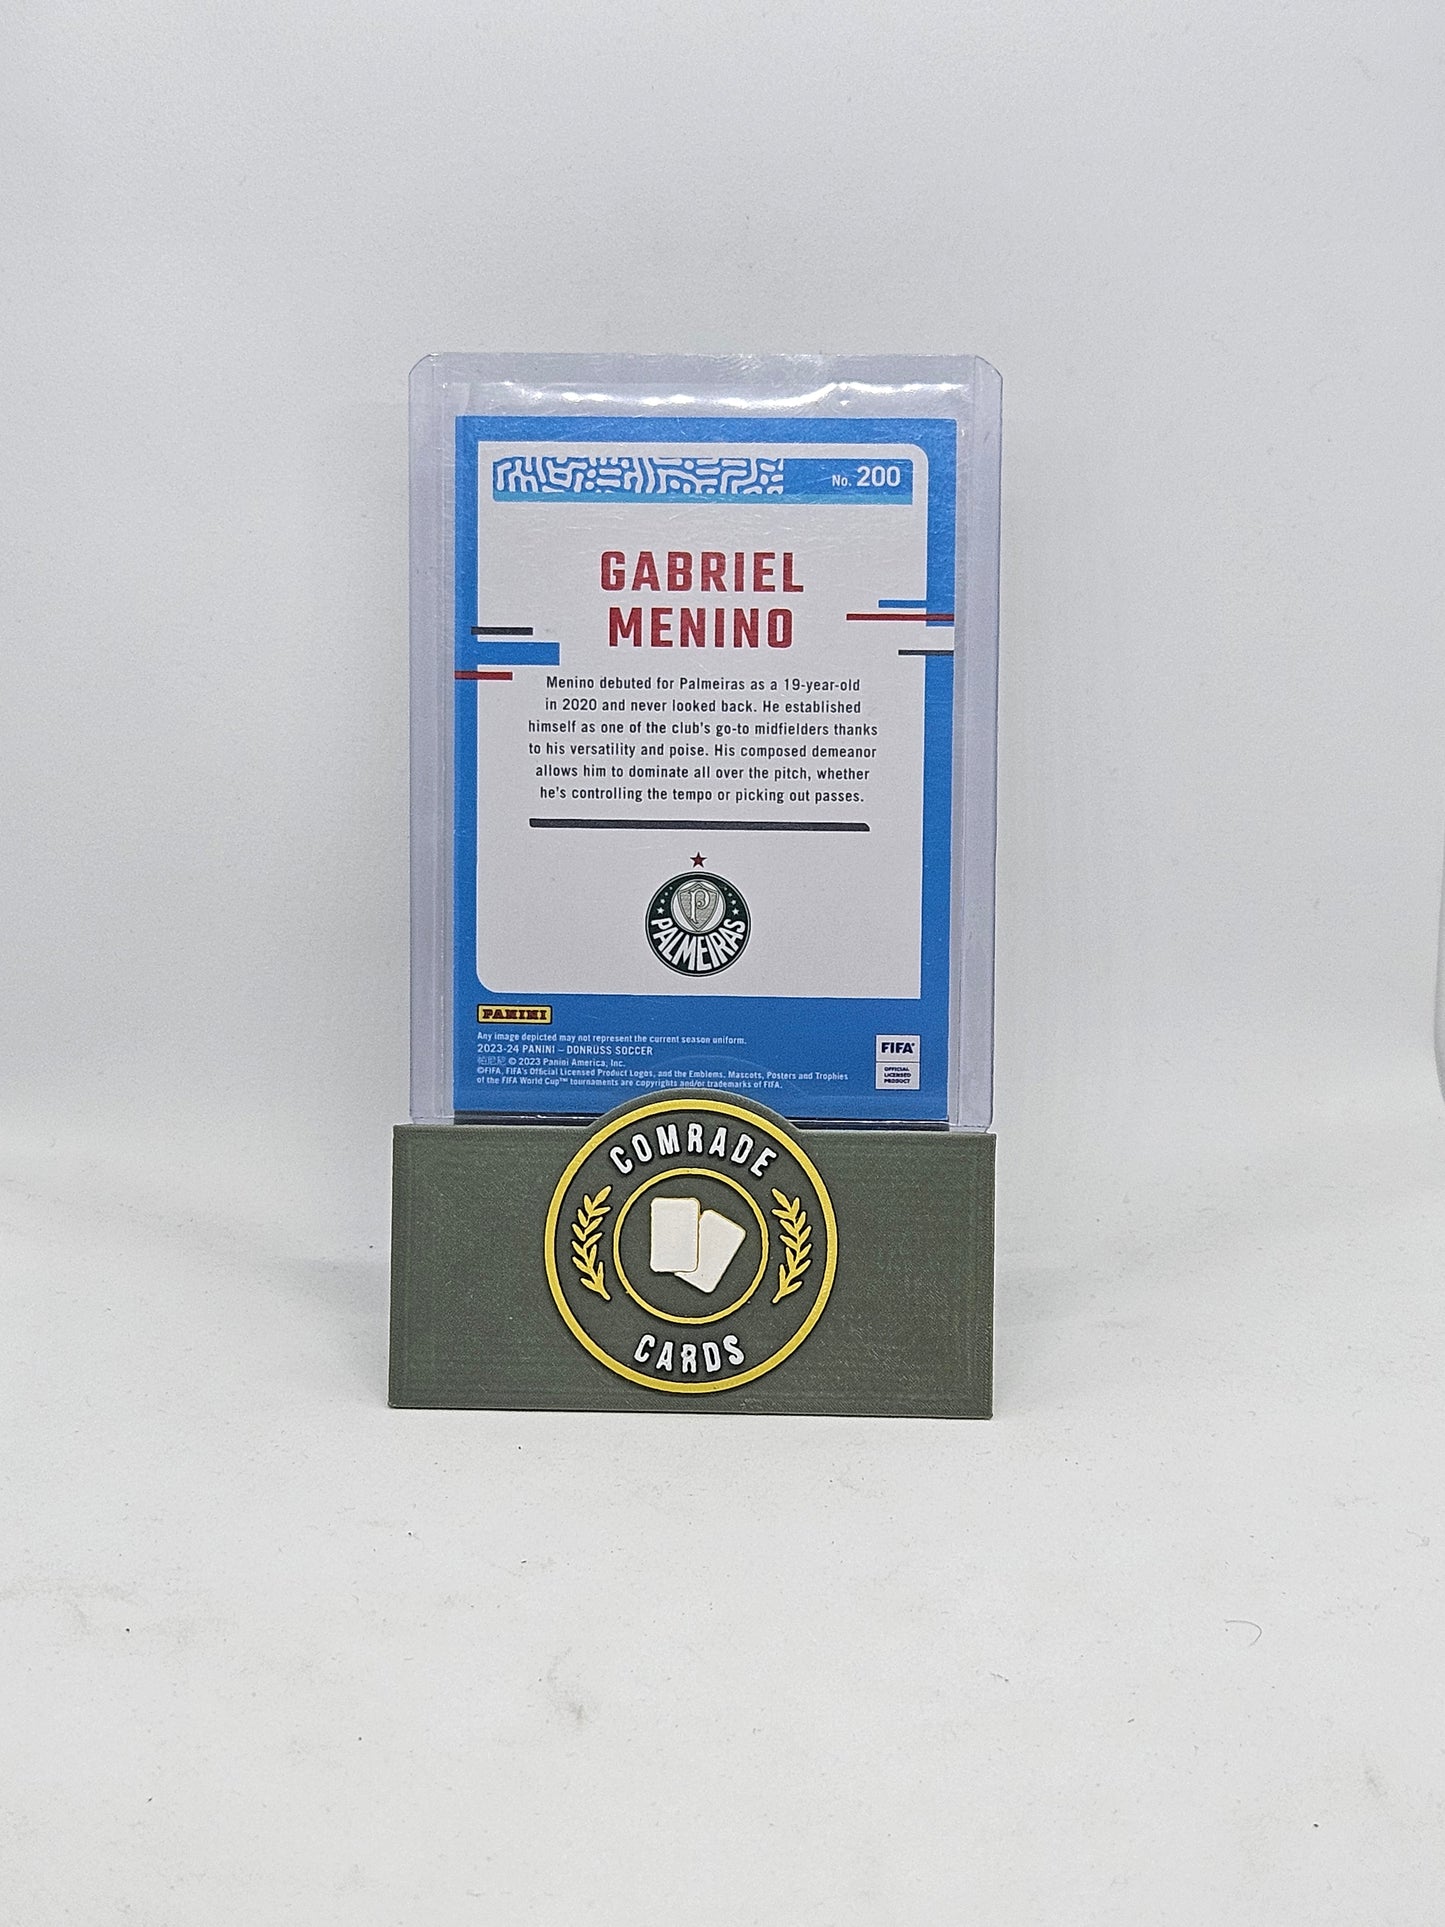 No. 200
GABRIEL
MENINO
Menino debuted for Palmeiras as a 19-year-old
in 2020 and never looked back. He established
himself as one of the club's go-to midfielders thanks
to his versatility and poise. His composed demeanor
allows him to dominate all over the pitch, whether
he's controlling the tempo or picking out passes.
P
PALMEIRAS
PANINI
Any image depicted may not represent the current season uniform.
2023-24 PANINI – DONRUSS SOCCER
帕尼尼 © 2023 Panini America, Inc.
©FIFA, FIFA's Official Licensed Product Logos, and the Emblems, Mascots, Posters and Trophies
of the FIFA World Cup™ tournaments are copyrights and/or trademarks of FIFA.
FIFA
OFFICIAL
LICENSED
PRODUCT
COMRADE
CARDS